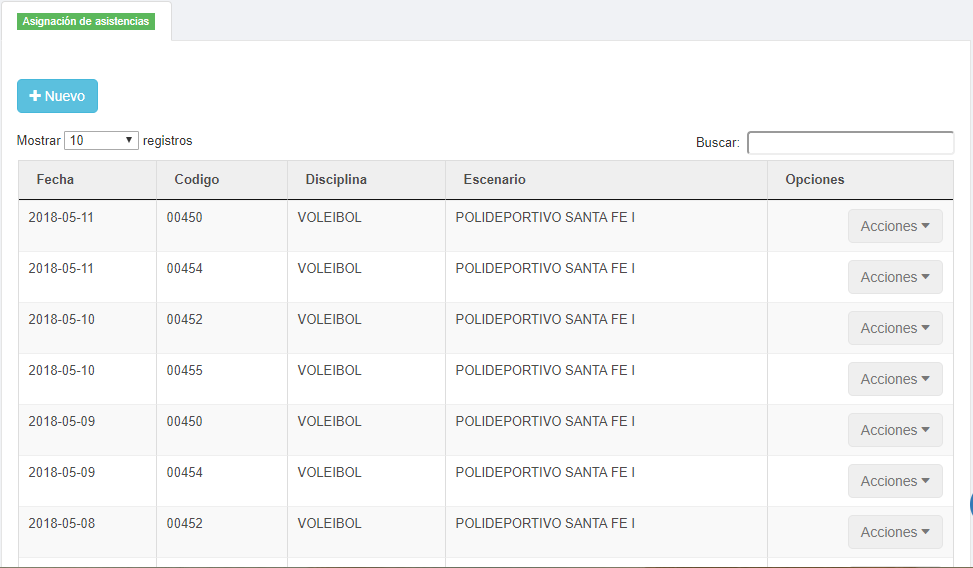 Asignación de asistencias
Nuevo
Mostrar 10 registros
Buscar:
Fecha Codigo Disciplina Escenario Opciones
2018-05-11 00450 VOLEIBOL POLIDEPORTIVO SANTA FE I Acciones
2018-05-11 00454 VOLEIBOL POLIDEPORTIVO SANTA FE I Acciones
2018-05-10 00452 VOLEIBOL POLIDEPORTIVO SANTA FE I Acciones
2018-05-10 00455 VOLEIBOL POLIDEPORTIVO SANTA FE I Acciones
2018-05-09 00450 VOLEIBOL POLIDEPORTIVO SANTA FE I Acciones
2018-05-09 00454 VOLEIBOL POLIDEPORTIVO SANTA FE I Acciones
2018-05-08 00452 VOLEIBOL POLIDEPORTIVO SANTA FE I Acciones